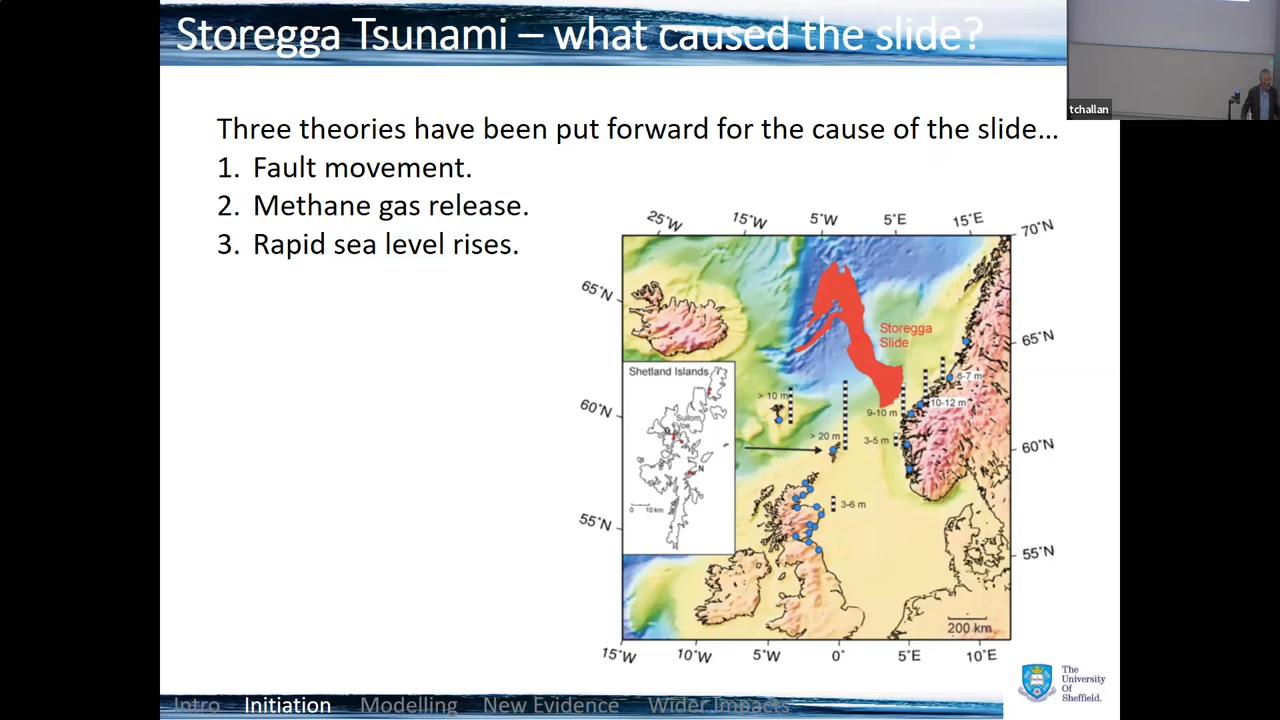 Storegga Tsunami – what caused the slide?
tchallan
Three theories have been put forward for the cause of the slide…
1. Fault movement.
2. Methane gas release.
3. Rapid sea level rises.
25°W 15°W 5°W 5°E 15°E
70°N
65°N
65°N
60°N
60°N
55°N
55°N
Storegga
Slide
Shetland Islands
Sullom
Voe
N
0 10 km
> 10 m
> 20 m
6-7 m
10-12 m
9-10 m
3-5 m
3-6 m
200 km
15°W 10°W 5°W 0° 5°E 10°E
Intro Initiation Modelling New Evidence Wider Impacts
The
University
Of
Sheffield.